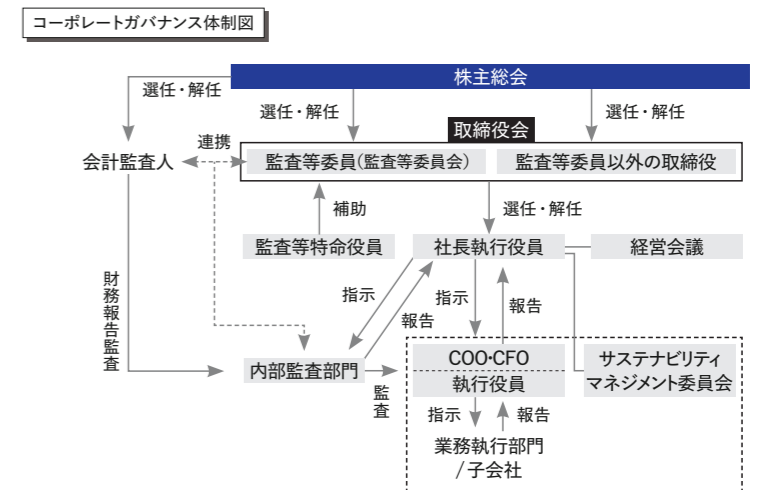 コーポレートガバナンス体制図
株主総会
選任・解任
選任・解任
選任・解任
取締役会
連携
会計監査人
監査等委員(監査等委員会)
監査等委員以外の取締役
補助
選任・解任
監査等特命役員
社長執行役員
経営会議
財務報告監査
指示
報告
指示
報告
内部監査部門
監査
COO・CFO
執行役員
サステナビリティ
マネジメント委員会
指示
報告
業務執行部門
/子会社